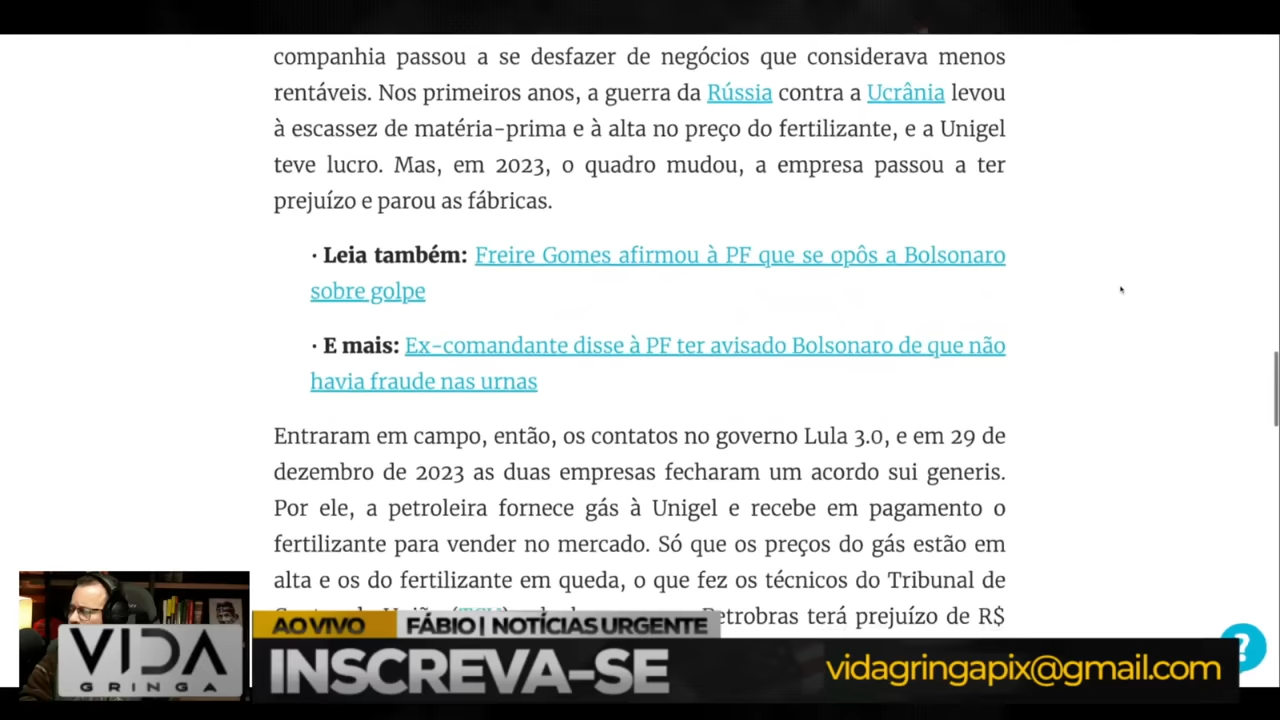 companhia passou a se desfazer de negócios que considerava menos
rentáveis. Nos primeiros anos, a guerra da Rússia contra a Ucrânia levou
à escassez de matéria-prima e à alta no preço do fertilizante, e a Unigel
teve lucro. Mas, em 2023, o quadro mudou, a empresa passou a ter
prejuízo e parou as fábricas.
· Leia também: Freire Gomes afirmou à PF que se opôs a Bolsonaro
sobre golpe
· E mais: Ex-comandante disse à PF ter avisado Bolsonaro de que não
havia fraude nas urnas
Entraram em campo, então, os contatos no governo Lula 3.0, e em 29 de
dezembro de 2023 as duas empresas fecharam um acordo sui generis.
Por ele, a petroleira fornece gás à Unigel e recebe em pagamento o
fertilizante para vender no mercado. Só que os preços do gás estão em
alta e os do fertilizante em queda, o que fez os técnicos do Tribunal de
etrobras terá prejuízo de R$
?
AO VIVO FÁBIO | NOTÍCIAS URGENTE
VIDA
GRINGA
INSCREVA-SE
vidagringapix@gmail.com